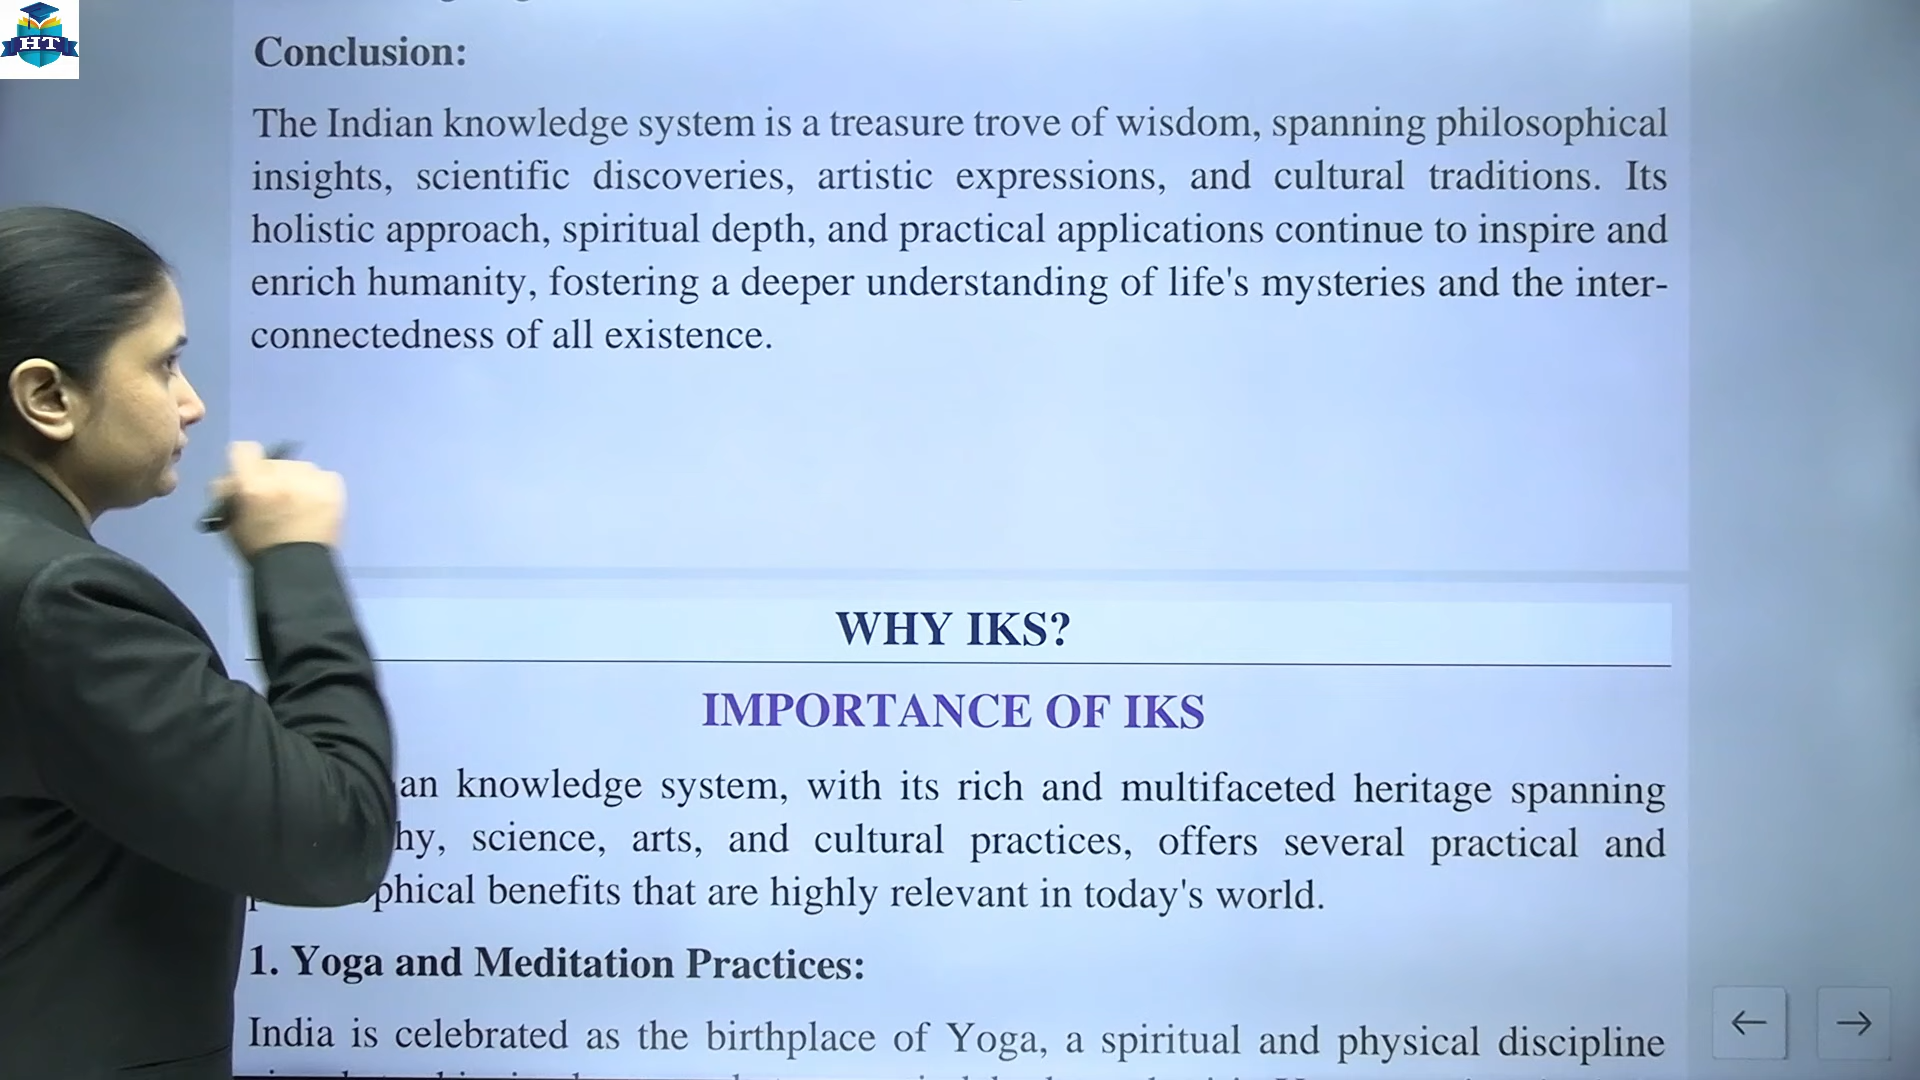 HT
Conclusion:
The Indian knowledge system is a treasure trove of wisdom, spanning philosophical
insights, scientific discoveries, artistic expressions, and cultural traditions. Its
holistic approach, spiritual depth, and practical applications continue to inspire and
enrich humanity, fostering a deeper understanding of life's mysteries and the inter-
connectedness of all existence.
WHY IKS?
IMPORTANCE OF IKS
knowledge system, with its rich and multifaceted heritage spanning
science, arts, and cultural practices, offers several practical and
benefits that are highly relevant in today's world.
1. Yoga and Meditation Practices:
India is celebrated as the birthplace of Yoga, a spiritual and physical discipline